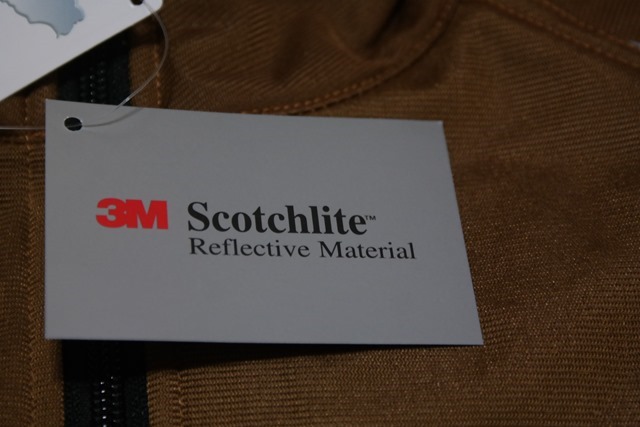 3M Scotchlite™
Reflective Material